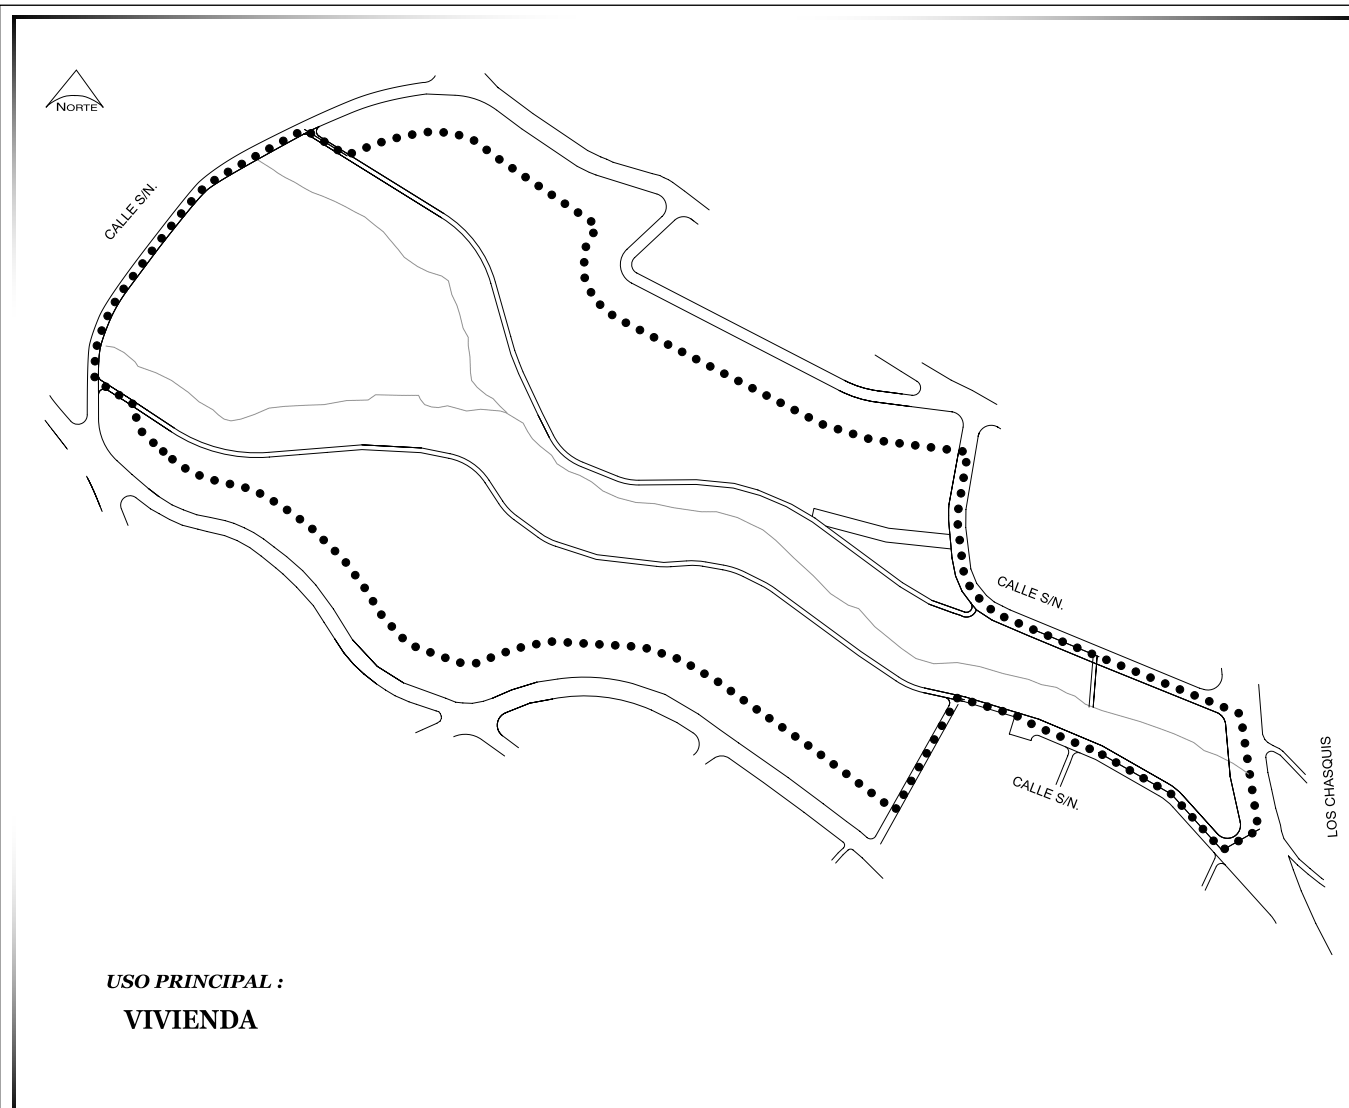 NORTE
CALLE S/N.
CALLE S/N.
CALLE S/N.
LOS CHASQUIS
USO PRINCIPAL :
VIVIENDA